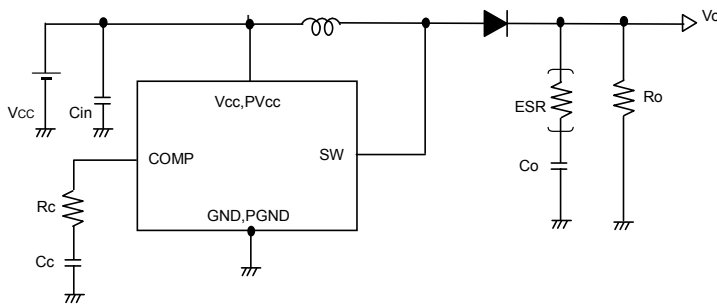 Vo
Vcc
Cin
Vcc,PVcc
ESR
Ro
COMP
SW
Co
Rc
GND,PGND
Cc